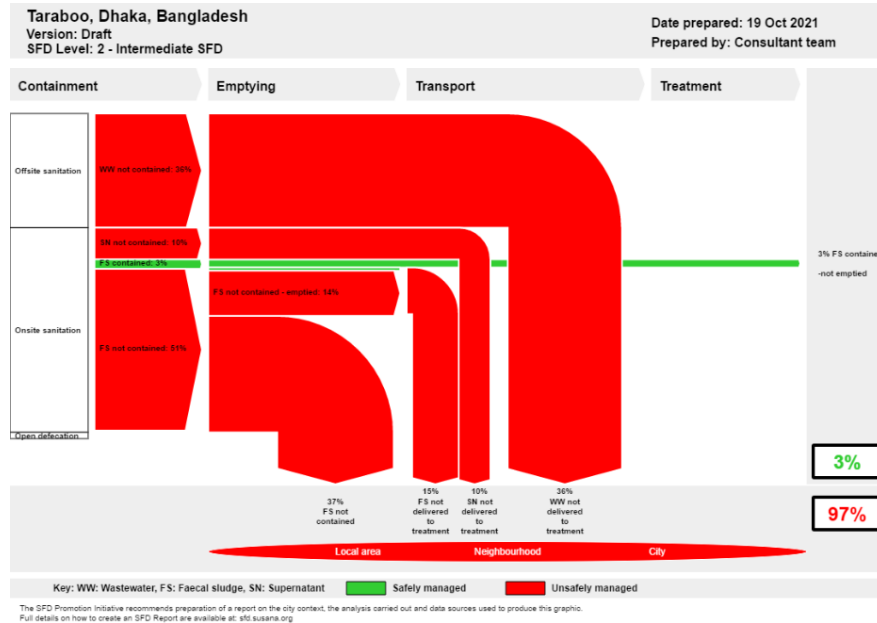 Taraboo, Dhaka, Bangladesh
Version: Draft
SFD Level: 2 - Intermediate SFD
Date prepared: 19 Oct 2021
Prepared by: Consultant team
Containment
Emptying
Transport
Treatment
Offsite sanitation
WW not contained: 36%
SN not contained: 10%
FS contained: 3%
FS not contained - emptied: 14%
Onsite sanitation
FS not contained: 51%
Open defecation
3% FS containe
-not emptied
3%
97%
37%
FS not
contained
15%
FS not
delivered
to
treatment
10%
SN not
delivered
to
treatment
36%
WW not
delivered
to
treatment
Local area
Neighbourhood
City
Key: WW: Wastewater, FS: Faecal sludge, SN: Supernatant
Safely managed
Unsafely managed
The SFD Promotion Initiative recommends preparation of a report on the city context, the analysis carried out and data sources used to produce this graphic.
Full details on how to create an SFD Report are available at: sfd.susana.org